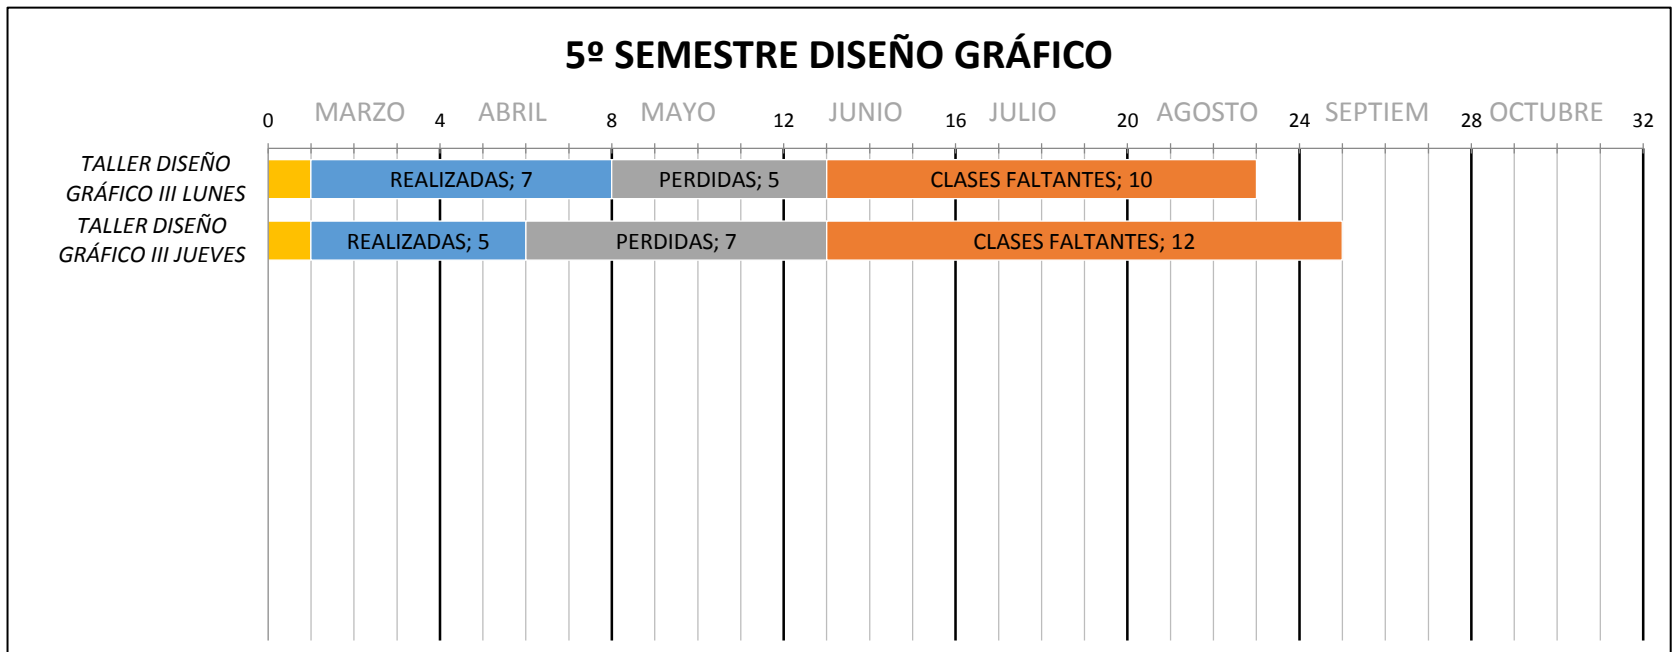 5º SEMESTRE DISEÑO GRÁFICO
0 MARZO 4 ABRIL 8 MAYO 12 JUNIO 16 JULIO 20 AGOSTO 24 SEPTIEM 28 OCTUBRE 32
TALLER DISEÑO
GRÁFICO III LUNES
REALIZADAS; 7 PERDIDAS; 5 CLASES FALTANTES; 10
TALLER DISEÑO
GRÁFICO III JUEVES
REALIZADAS; 5 PERDIDAS; 7 CLASES FALTANTES; 12